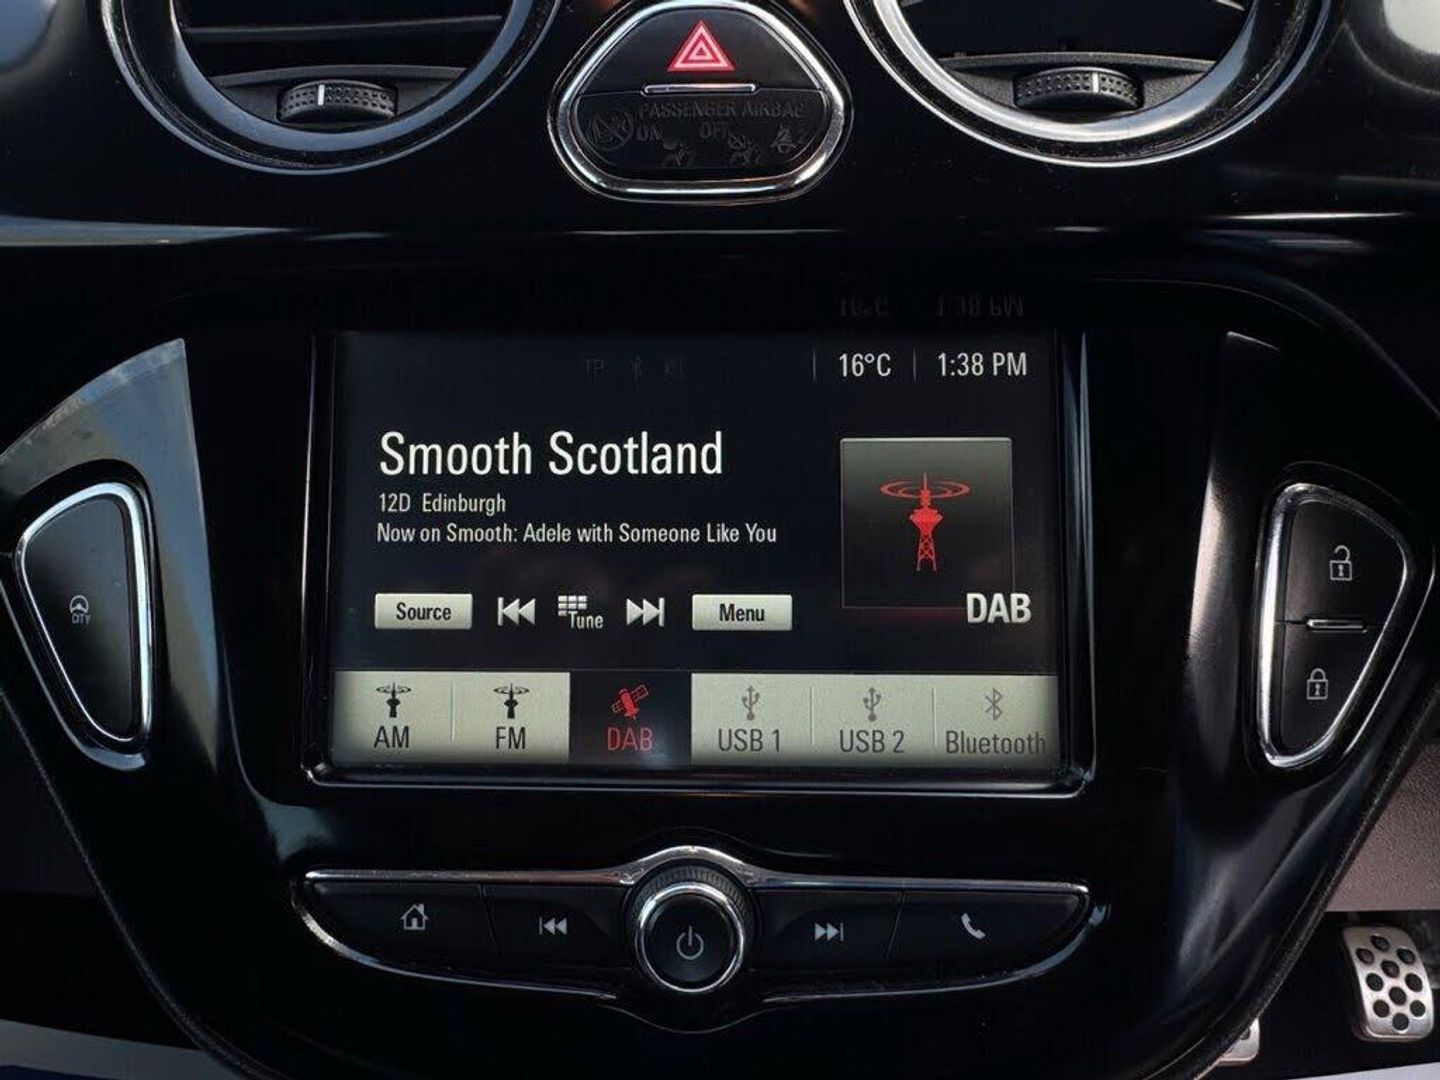 PASSENGER AIRBAG
ON OFF
16°C 1:38 PM
Smooth Scotland
12D Edinburgh
Now on Smooth: Adele with Someone Like You
Source Tune Menu
DAB
AM FM DAB USB 1 USB 2 Bluetooth
CITY